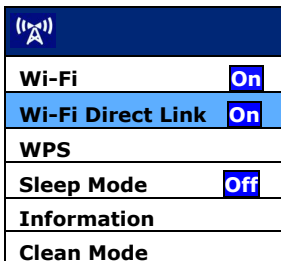 Wi-Fi On
Wi-Fi Direct Link On
WPS
Sleep Mode Off
Information
Clean Mode